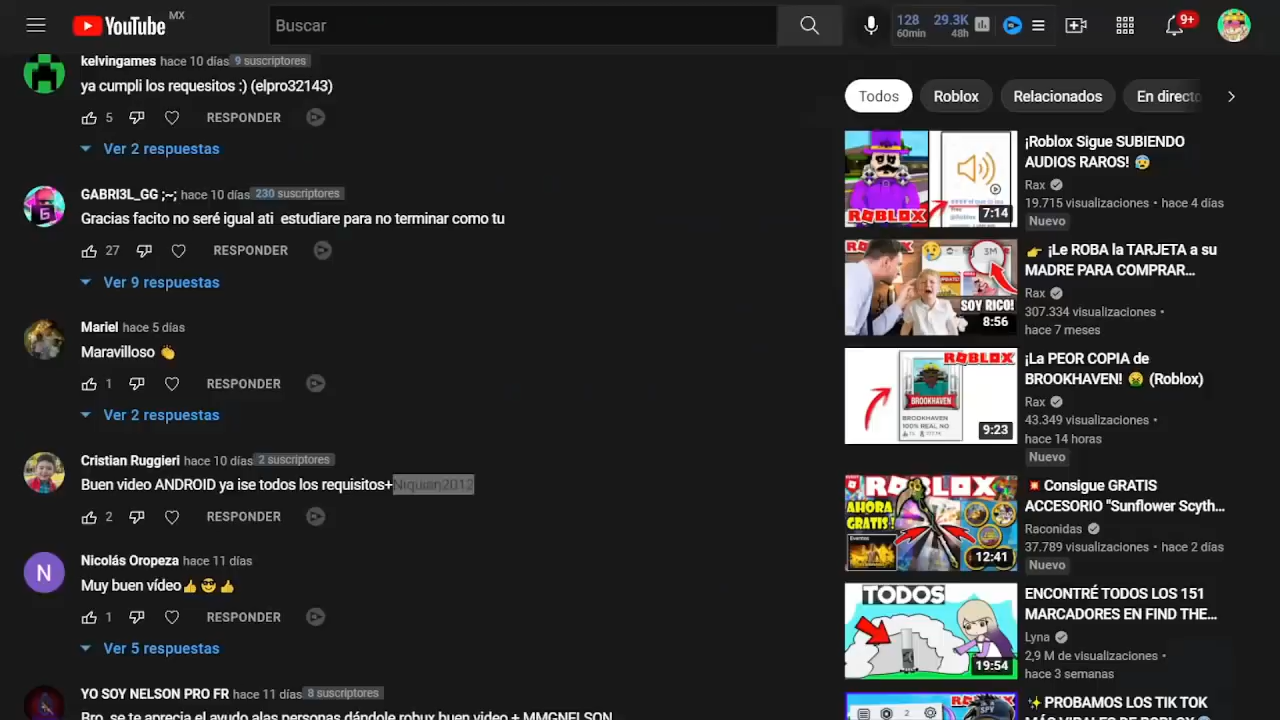 YouTube MX
Buscar
128
60min
29.3K
48h
9+
kelvingames hace 10 días 9 suscriptores
ya cumpli los requesitos :) (elpro32143)
5
RESPONDER
Ver 2 respuestas
GABRI3L_GG ;~; hace 10 días 230 suscriptores
Gracias facito no seré igual ati estudiare para no terminar como tu
27
RESPONDER
Ver 9 respuestas
Mariel hace 5 días
Maravilloso 👏
1
RESPONDER
Ver 2 respuestas
Cristian Ruggieri hace 10 días 2 suscriptores
Buen video ANDROID ya ise todos los requisitos+
2
RESPONDER
N
Nicolás Oropeza hace 11 días
Muy buen vídeo👍😎👍
1
RESPONDER
Ver 5 respuestas
YO SOY NELSON PRO FR hace 11 días 8 suscriptores
Bro, se te aprecia el ayudo alas personas dándole robux buen video + MMGNELSON
Todos
Roblox
Relacionados
En directo
ROBLOX
7:14
¡Roblox Sigue SUBIENDO
AUDIOS RAROS! 😰
Rax
19.715 visualizaciones • hace 4 días
Nuevo
3M
SOY RICO!
8:56
👉 ¡Le ROBA la TARJETA a su
MADRE PARA COMPRAR...
Rax
307.334 visualizaciones •
hace 7 meses
ROBLOX
BROOKHAVEN
BROOKHAVEN
100% REAL NO
9:23
¡La PEOR COPIA de
BROOKHAVEN! 🤮 (Roblox)
Rax
43.349 visualizaciones •
hace 14 horas
Nuevo
ROBLOX
AHORA
GRATIS!
Eventos
12:41
💥 Consigue GRATIS
ACCESORIO "Sunflower Scyth...
Raconidas
37.789 visualizaciones • hace 2 días
Nuevo
TODOS
19:54
ENCONTRÉ TODOS LOS 151
MARCADORES EN FIND THE...
Lyna
2,9 M de visualizaciones •
hace 3 semanas
2
SPY
✨ PROBAMOS LOS TIK TOK